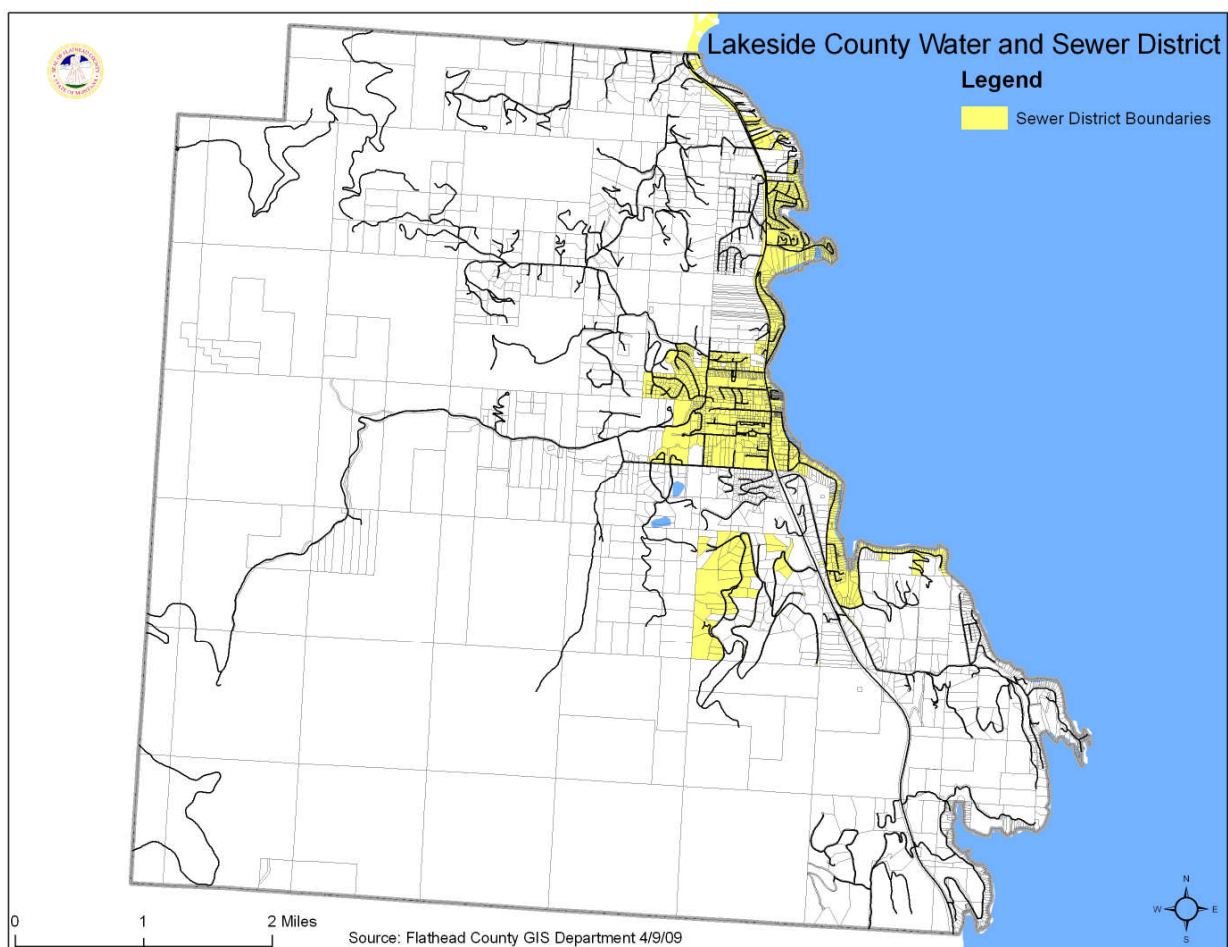 Lakeside County Water and Sewer District
Legend
Sewer District Boundaries
N
W E
S
0 1 2 Miles
Source: Flathead County GIS Department 4/9/09